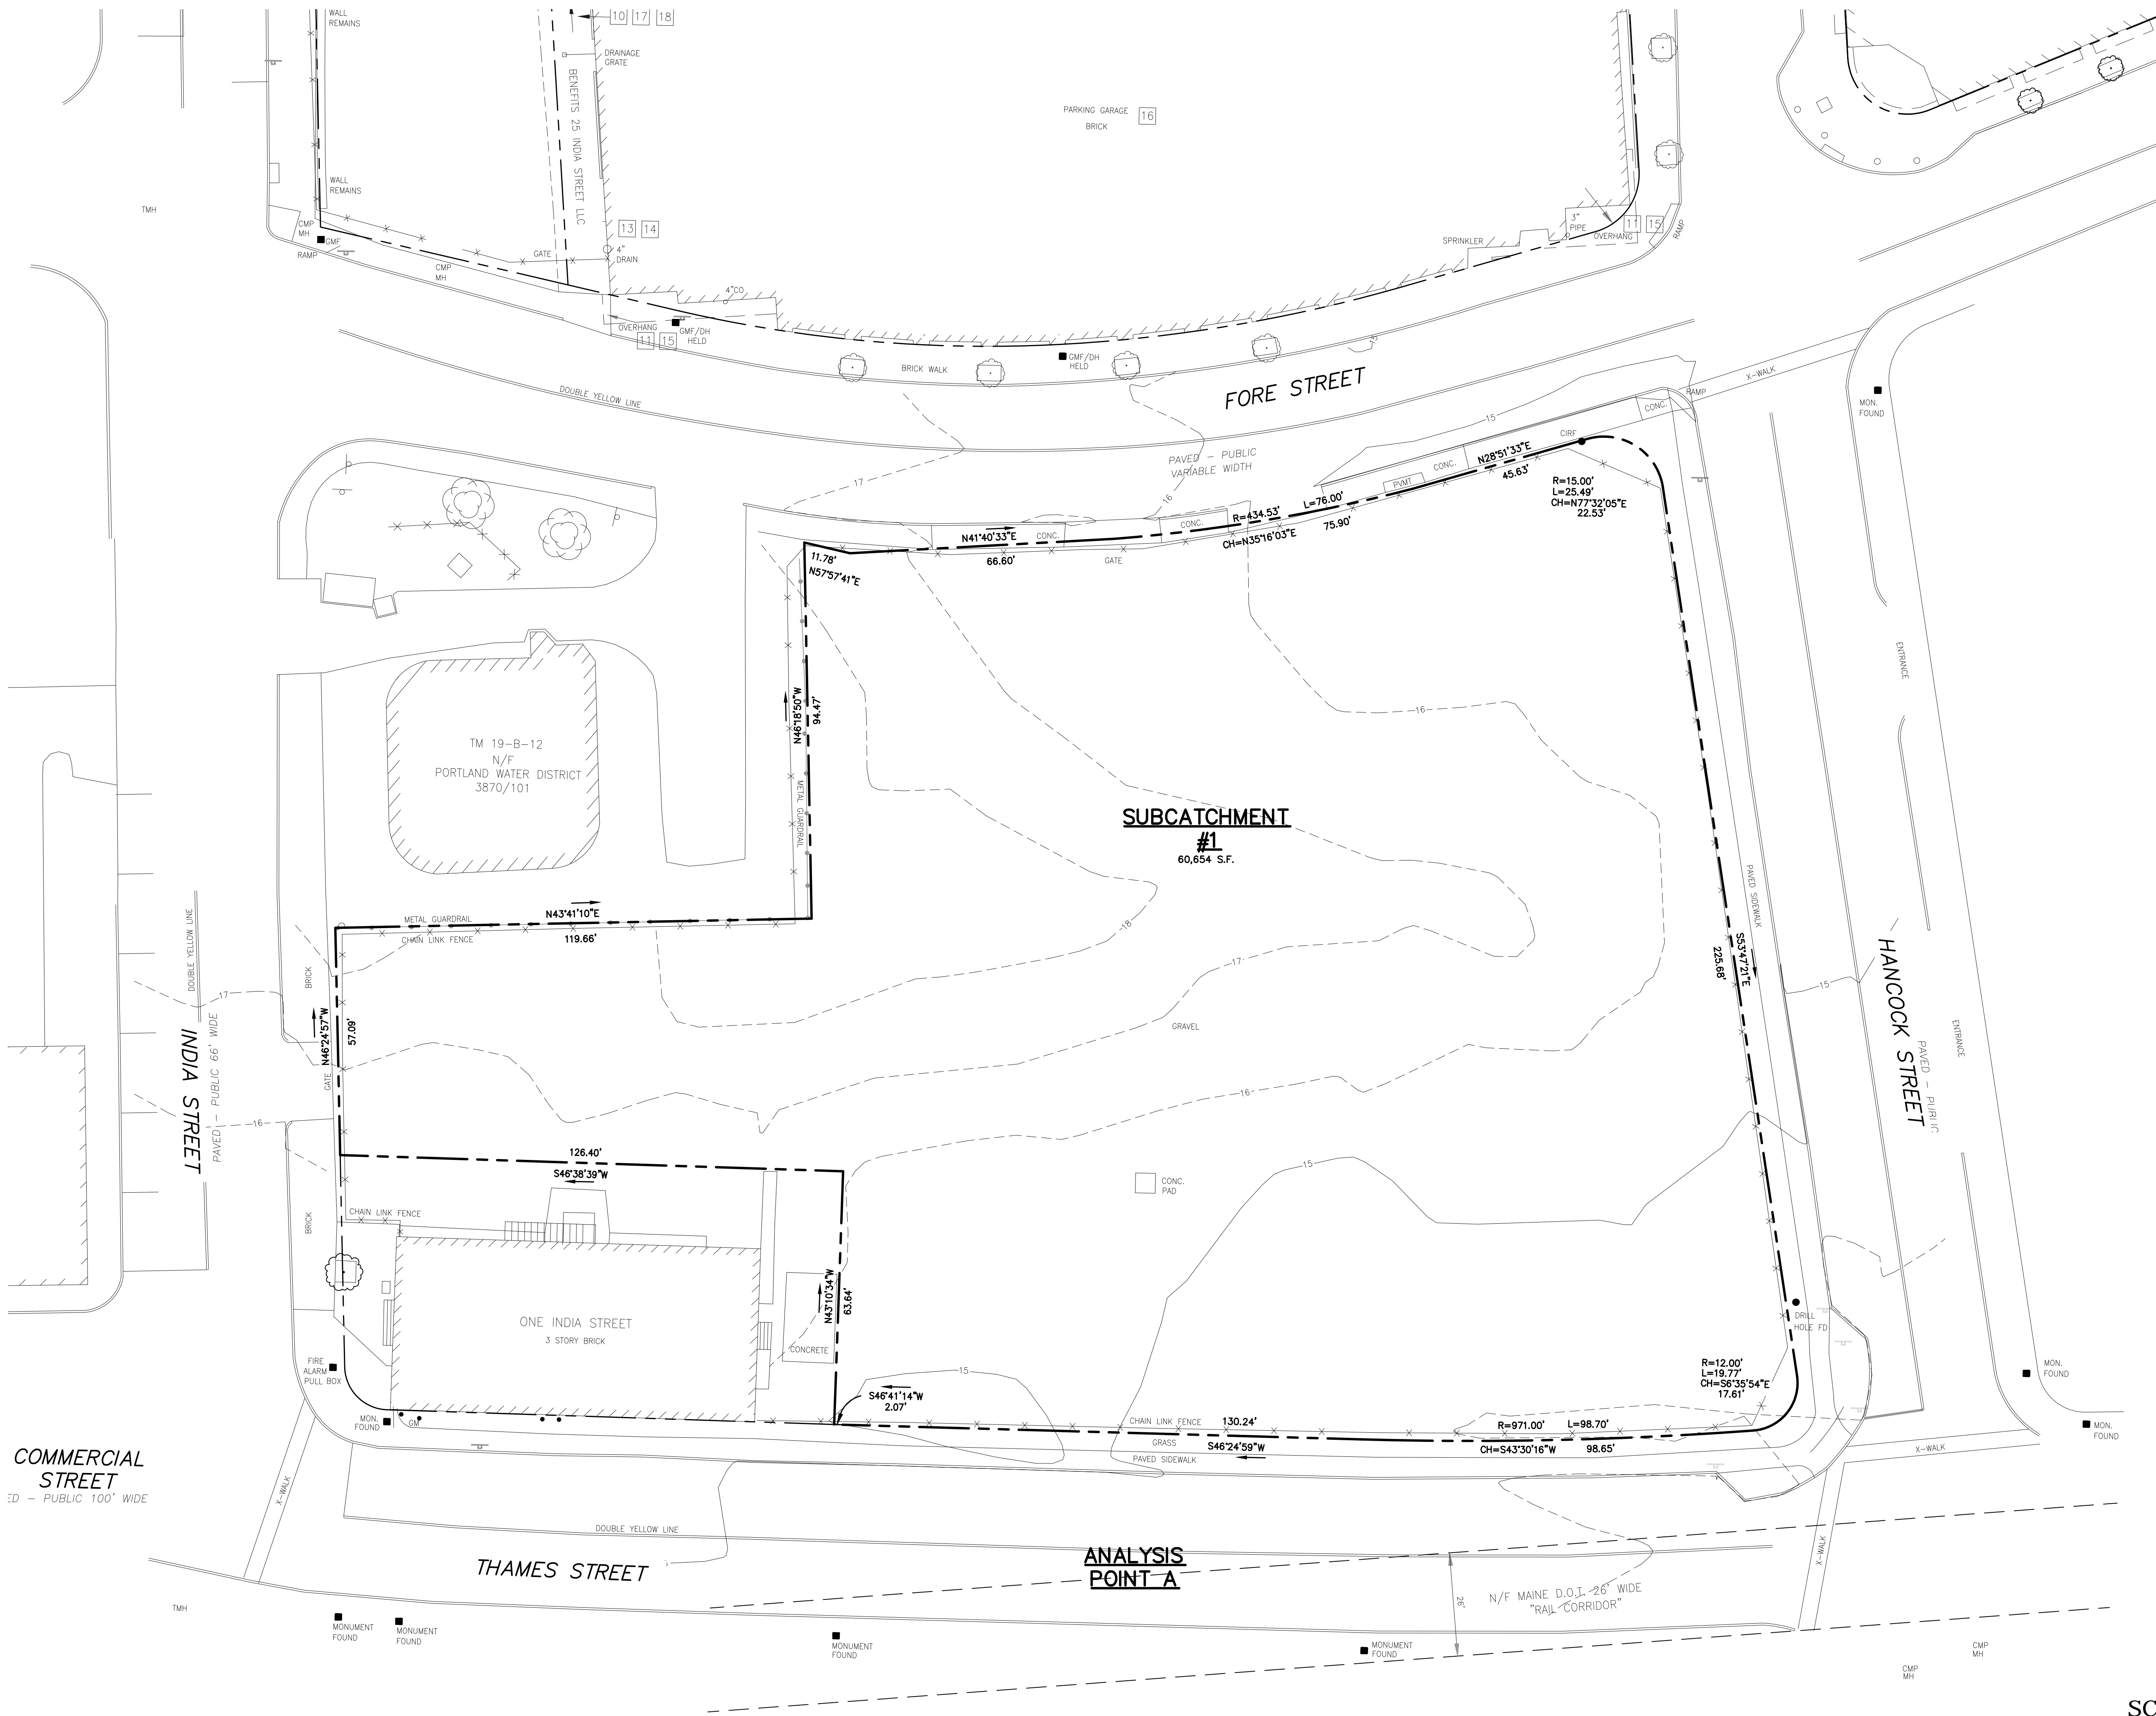 WALL
REMAINS
10 17 18
DRAINAGE
GRATE
BENEFITS 25 INDIA STREET LLC
PARKING GARAGE
BRICK
16
WALL
REMAINS
TMH
CMP
MH
GMF
RAMP
CMP
MH
GATE
13 14
4"
DRAIN
4"CO
OVERHANG
11 15
GMF/DH
HELD
GMF/DH
HELD
SPRINKLER
3"
PIPE
OVERHANG
11 15
RAMP
BRICK WALK
15
DOUBLE YELLOW LINE
FORE STREET
X-WALK
MON.
FOUND
RAMP
CONC.
15
CIRF
N28°51'33"E
45.63'
CONC.
PVMT
PAVED - PUBLIC
VARIABLE WIDTH
17
16
R=15.00'
L=25.49'
CH=N77°32'05"E
22.53'
R=434.53'
L=76.00'
CH=N35°16'03"E
75.90'
CONC.
N41°40'33"E
CONC.
66.60'
GATE
11.78'
N57°57'41"E
N46°18'50"W
94.47'
METAL GUARDRAIL
16
ENTRANCE
TM 19-B-12
N/F
PORTLAND WATER DISTRICT
3870/101
SUBCATCHMENT
#1
60,654 S.F.
PAVED SIDEWALK
METAL GUARDRAIL
N43°41'10"E
CHAIN LINK FENCE
119.66'
18
17
S53°47'21"E
225.68'
15
HANCOCK STREET
PAVED - PUBLIC
ENTRANCE
DOUBLE YELLOW LINE
BRICK
17
INDIA STREET
PAVED - PUBLIC 66' WIDE
N46°24'57"W
57.09'
GATE
GRAVEL
16
16
126.40'
S46°38'39"W
15
CONC.
PAD
BRICK
CHAIN LINK FENCE
ONE INDIA STREET
3 STORY BRICK
CONCRETE
N43°10'34"W
63.64'
DRILL
HOLE FD
FIRE
ALARM
PULL BOX
MON.
FOUND
GM
S46°41'14"W
2.07'
15
R=12.00'
L=19.77'
CH=S6°35'54"E
17.61'
MON.
FOUND
MON.
FOUND
CHAIN LINK FENCE
130.24'
GRASS
S46°24'59"W
PAVED SIDEWALK
R=971.00'
L=98.70'
CH=S43°30'16"W
98.65'
X-WALK
COMMERCIAL
STREET
ED - PUBLIC 100' WIDE
X-WALK
DOUBLE YELLOW LINE
THAMES STREET
ANALYSIS
POINT A
X-WALK
26'
N/F MAINE D.O.T. 26' WIDE
"RAIL CORRIDOR"
TMH
MONUMENT
FOUND
MONUMENT
FOUND
MONUMENT
FOUND
MONUMENT
FOUND
CMP
MH
CMP
MH
SC